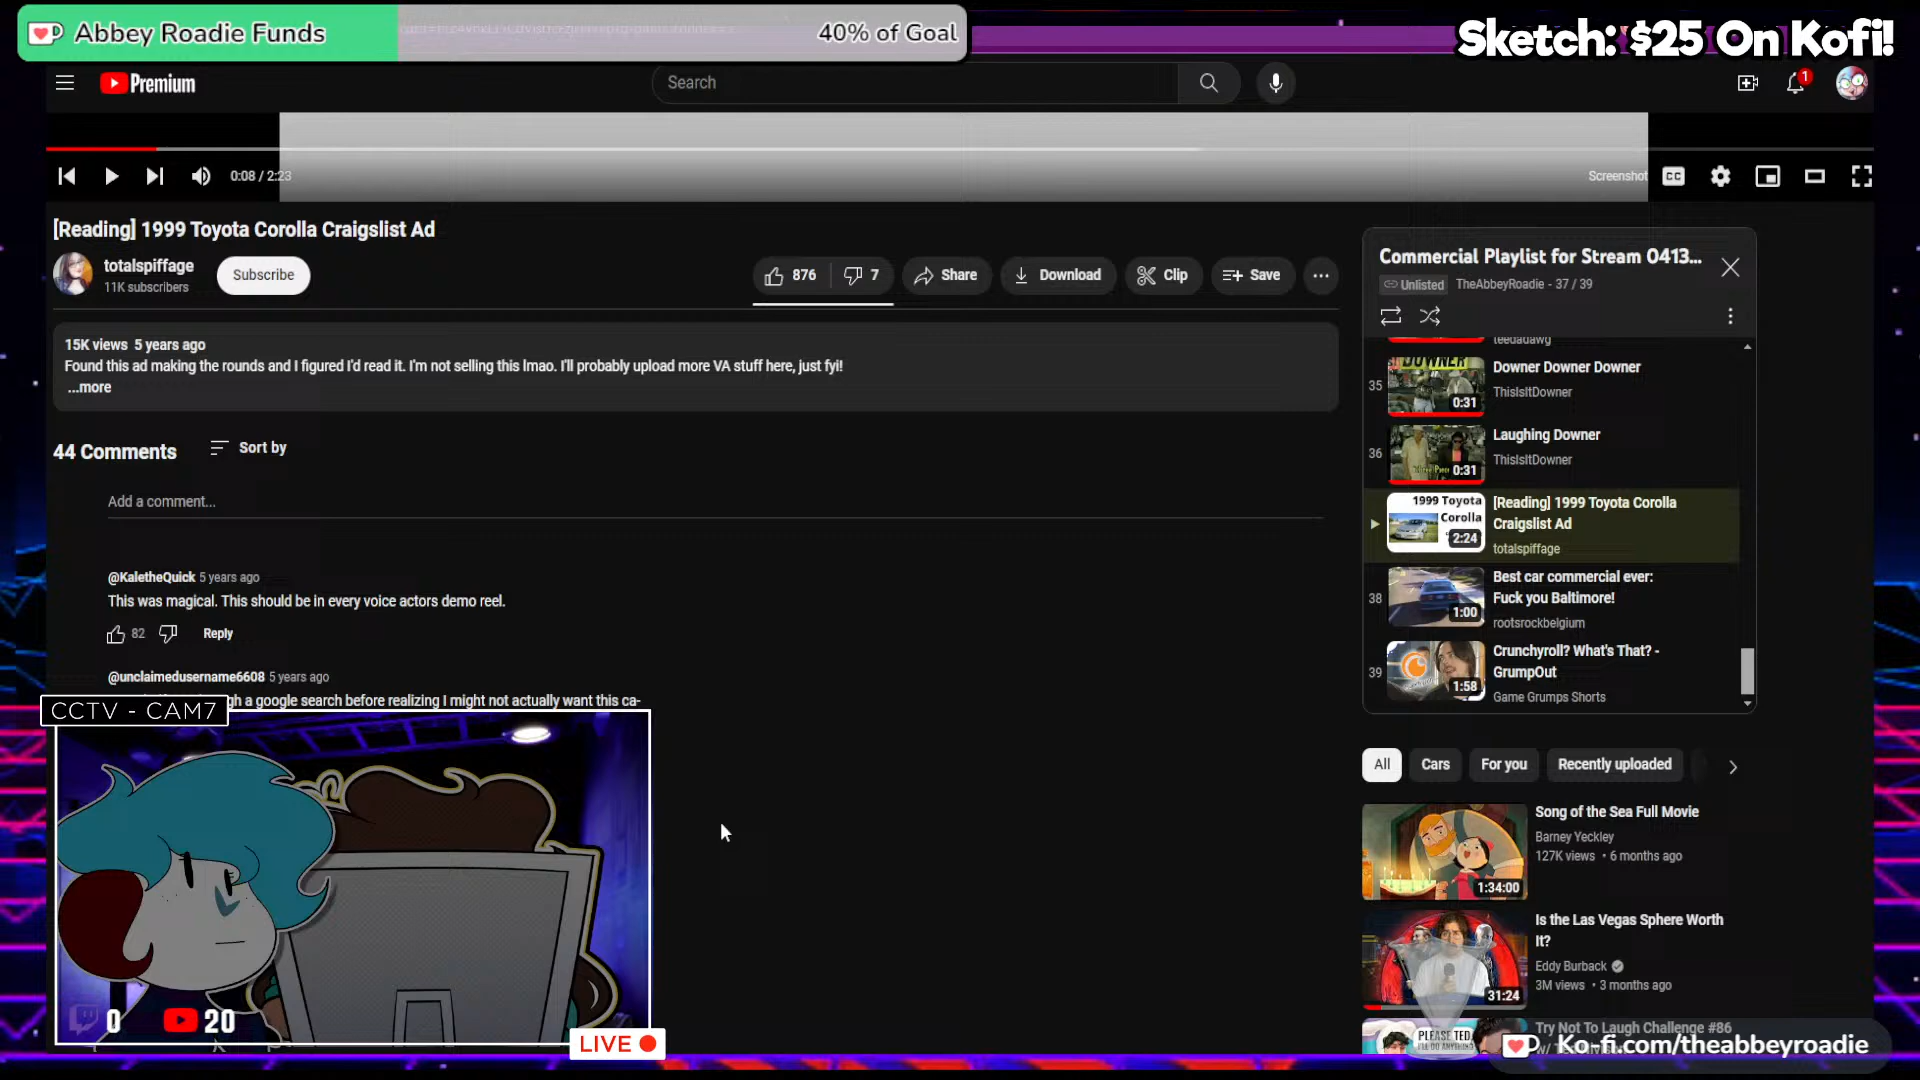 Abbey Roadie Funds
40% of Goal
Sketch: $25 On Kofi!
Premium
Search
1
0:08 / 2:23
Screenshot
CC
[Reading] 1999 Toyota Corolla Craigslist Ad
totalspiffage
11K subscribers
Subscribe
876
7
Share
Download
Clip
Save
15K views 5 years ago
Found this ad making the rounds and I figured I'd read it. I'm not selling this lmao. I'll probably upload more VA stuff here, just fyi!
...more
44 Comments
Sort by
Add a comment...
@KaletheQuick 5 years ago
This was magical. This should be in every voice actors demo reel.
82
Reply
@unclaimedusername6608 5 years ago
gh a google search before realizing I might not actually want this ca-
CCTV - CAM7
0
20
LIVE
Commercial Playlist for Stream 0413...
Unlisted
TheAbbeyRoadie - 37 / 39
teedadawg
35
DOWNER
0:31
Downer Downer Downer
ThisIsItDowner
36
0:31
Laughing Downer
ThisIsItDowner
1999 Toyota
Corolla
2:24
[Reading] 1999 Toyota Corolla
Craigslist Ad
totalspiffage
38
1:00
Best car commercial ever:
Fuck you Baltimore!
rootsrockbelgium
39
1:58
Crunchyroll? What's That? -
GrumpOut
Game Grumps Shorts
All
Cars
For you
Recently uploaded
1:34:00
Song of the Sea Full Movie
Barney Yeckley
127K views • 6 months ago
31:24
Is the Las Vegas Sphere Worth
It?
Eddy Burback
3M views • 3 months ago
PLEASE TED,
I'LL DO ANYTHING
Try Not To Laugh Challenge #86
Ko-fi.com/theabbeyroadie